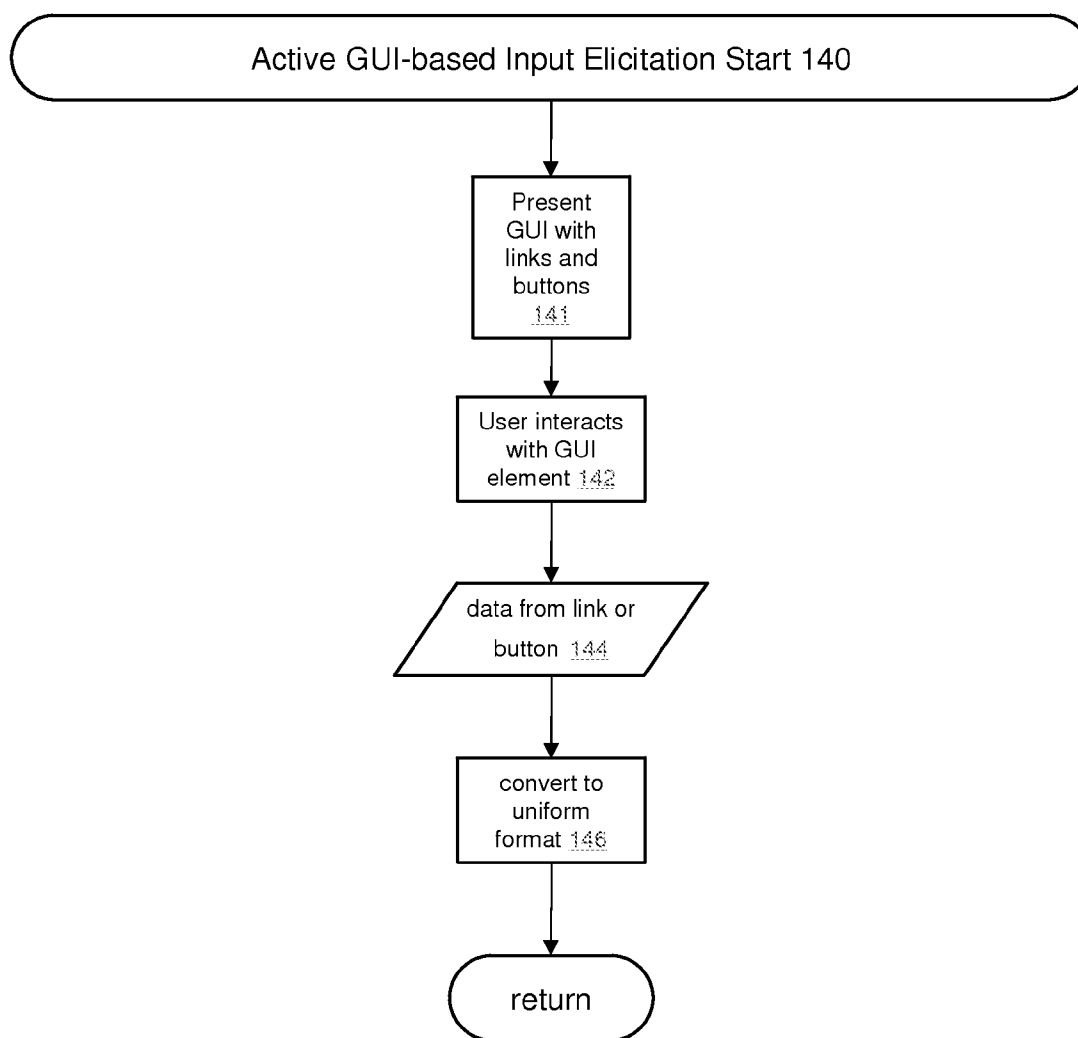 Active GUI-based Input Elicitation Start 140
Present
GUI with
links and
buttons
141
User interacts
with GUI
element 142
data from link or
button 144
convert to
uniform
format 146
return